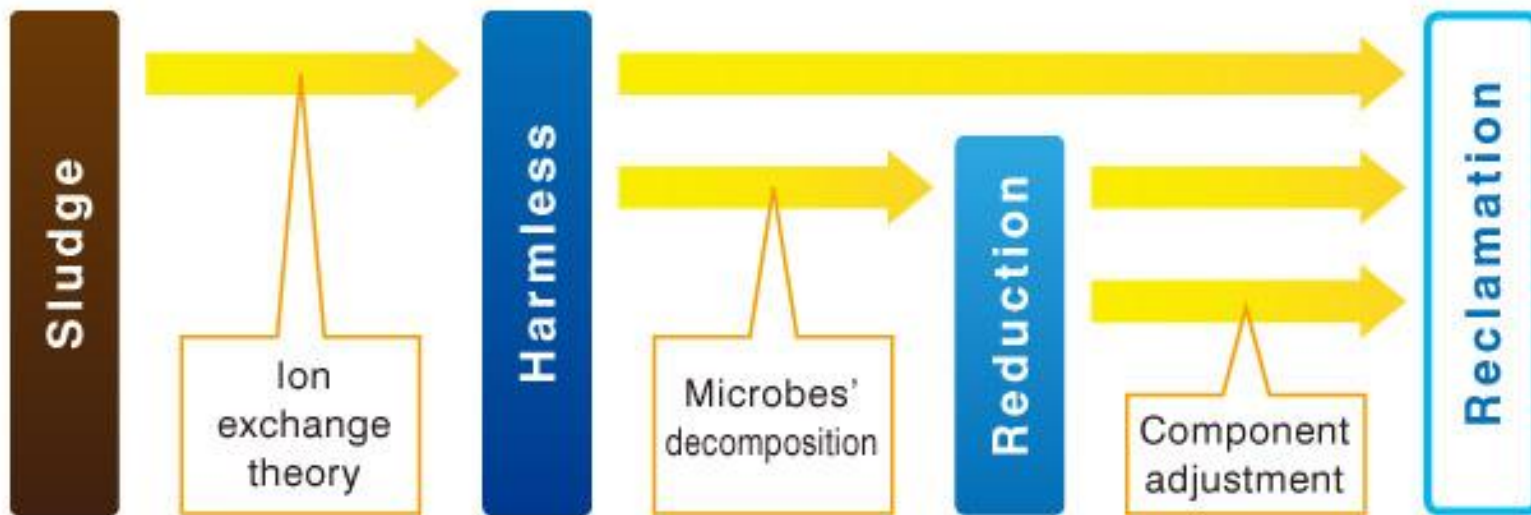 Sludge
Ion
exchange
theory
Harmless
Microbes’
decomposition
Reduction
Component
adjustment
Reclamation